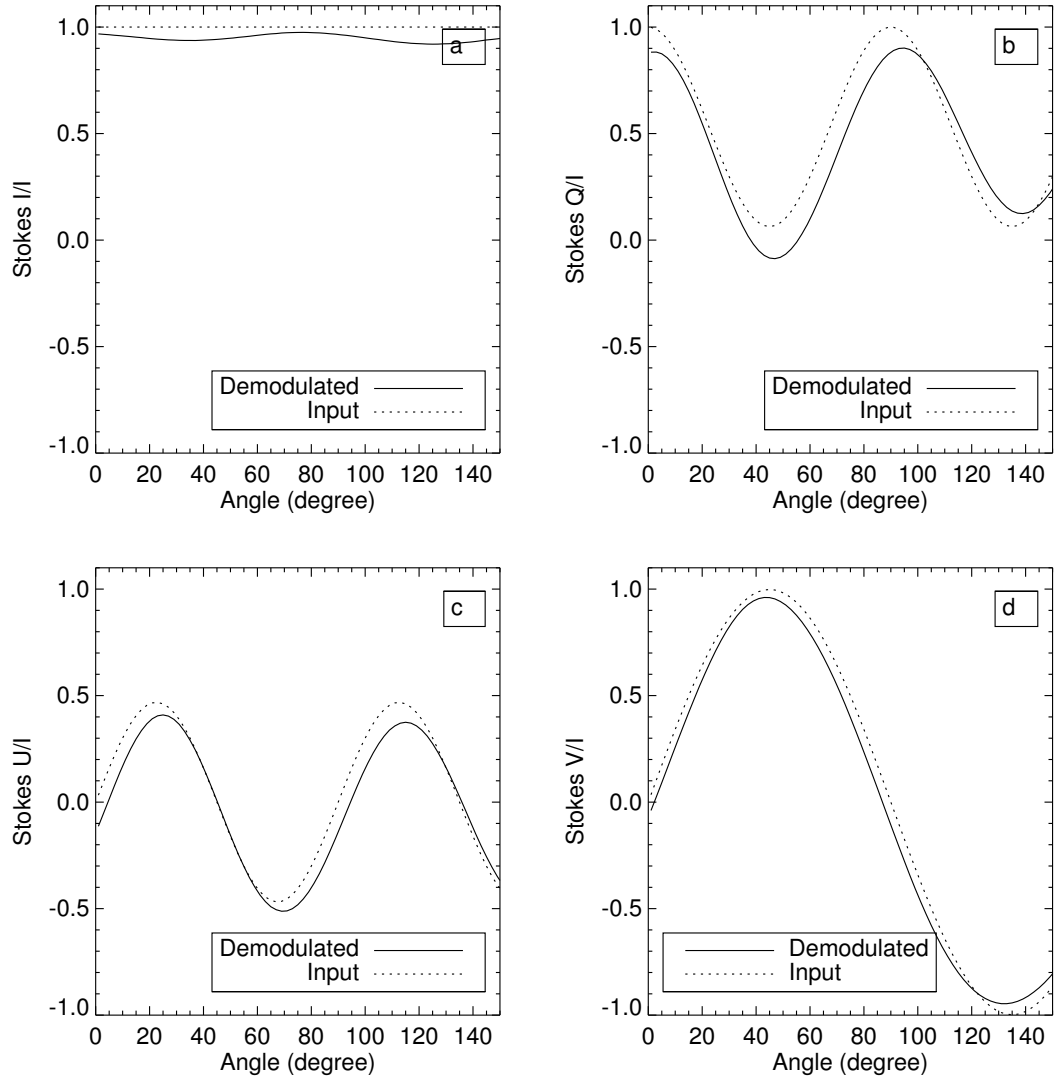 a
1.0
0.5
0.0
-0.5
-1.0
Stokes I/I
Demodulated
Input
0 20 40 60 80 100 120 140
Angle (degree)
b
1.0
0.5
0.0
-0.5
-1.0
Stokes Q/I
Demodulated
Input
0 20 40 60 80 100 120 140
Angle (degree)
c
1.0
0.5
0.0
-0.5
-1.0
Stokes U/I
Demodulated
Input
0 20 40 60 80 100 120 140
Angle (degree)
d
1.0
0.5
0.0
-0.5
-1.0
Stokes V/I
Demodulated
Input
0 20 40 60 80 100 120 140
Angle (degree)